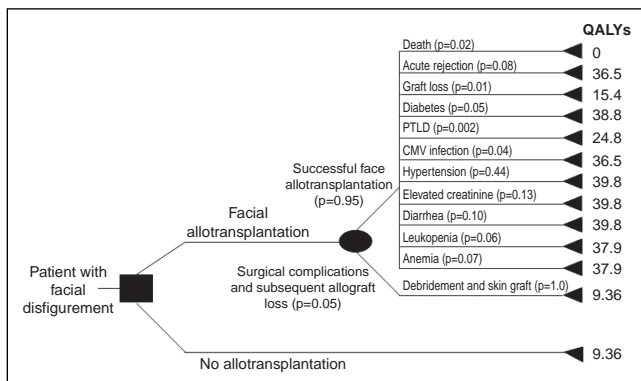 QALYs
Death (p=0.02) 0
Acute rejection (p=0.08) 36.5
Graft loss (p=0.01) 15.4
Diabetes (p=0.05) 38.8
PTLD (p=0.002) 24.8
CMV infection (p=0.04) 36.5
Hypertension (p=0.44) 39.8
Elevated creatinine (p=0.13) 39.8
Diarrhea (p=0.10) 39.8
Leukopenia (p=0.06) 37.9
Anemia (p=0.07) 37.9
Debridement and skin graft (p=1.0) 9.36
Successful face
allotransplantation
(p=0.95)
Facial
allotransplantation
Surgical complications
and subsequent allograft
loss (p=0.05)
Patient with
facial
disfigurement
No allotransplantation 9.36